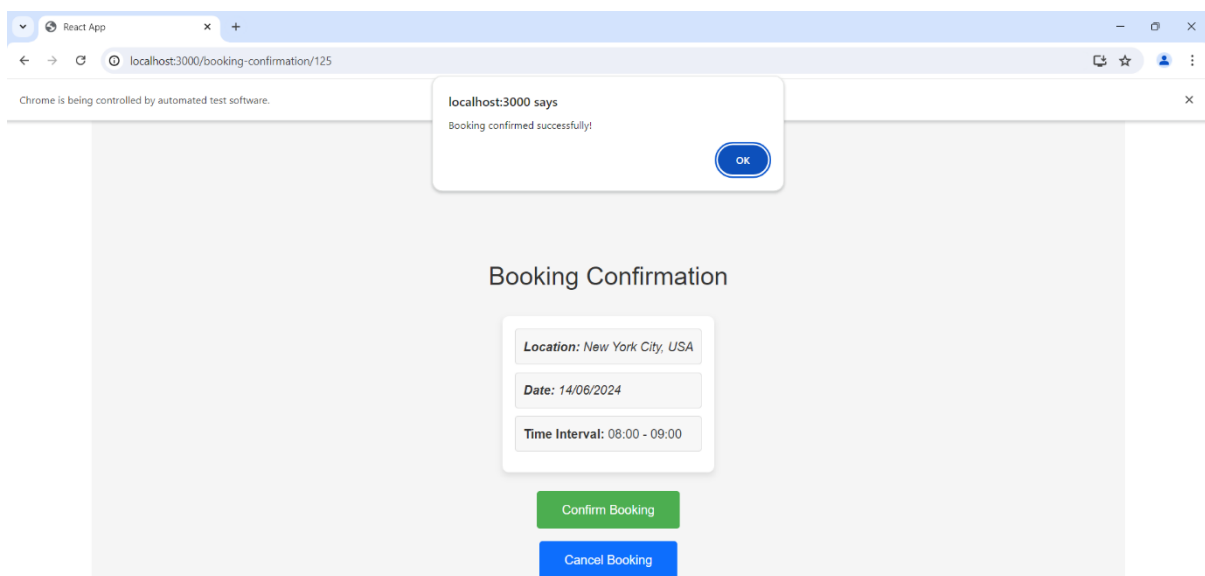 React App
localhost:3000/booking-confirmation/125
Chrome is being controlled by automated test software.
localhost:3000 says
Booking confirmed successfully!
OK
Booking Confirmation
Location: New York City, USA
Date: 14/06/2024
Time Interval: 08:00 - 09:00
Confirm Booking
Cancel Booking